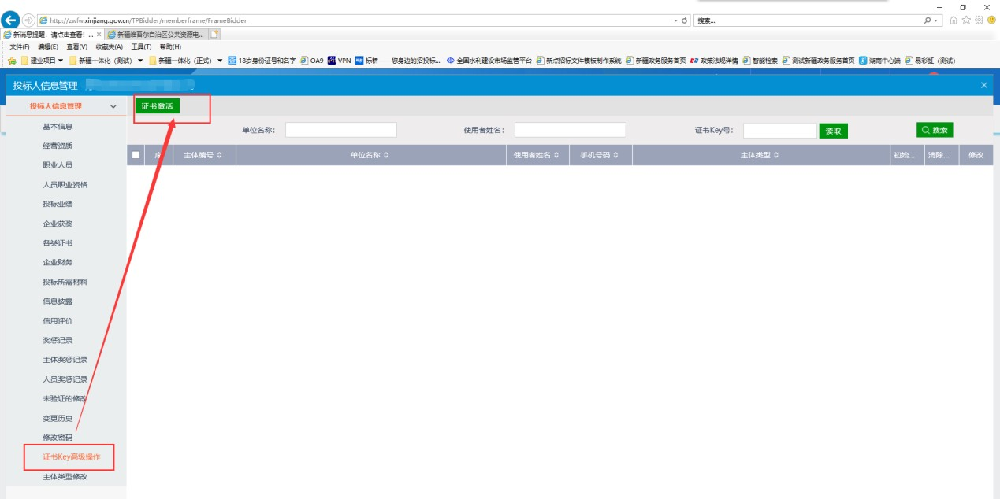 http://zwfw.xinjiang.gov.cn/TPBidder/memberframe/FrameBidder
搜索...
新消息提醒，请点击查看！...
新疆维吾尔自治区公共资源电...
文件(F) 编辑(E) 查看(V) 收藏夹(A) 工具(T) 帮助(H)
建业项目 新疆一体化（测试） 新疆一体化（正式） 18岁身份证号和名字 OA9 VPN 标桥——您身边的招投标... 全国水利建设市场监管平台 新点招标文件模板制作系统 新疆政务服务首页 政策法规详情 智能检索 测试新疆政务服务首页 湖南中心端 易彩虹（测试）
投标人信息管理
投标人信息管理
证书激活
单位名称：
使用者姓名：
证书Key号：
读取
搜索
主体编号 单位名称 使用者姓名 手机号码 主体类型 初始... 清除... 修改
基本信息
经营资质
职业人员
人员职业资格
投标业绩
企业获奖
各类证书
企业财务
投标所需材料
信息披露
信用评价
奖惩记录
主体奖惩记录
人员奖惩记录
未验证的修改
变更历史
修改密码
证书Key高级操作
主体类型修改